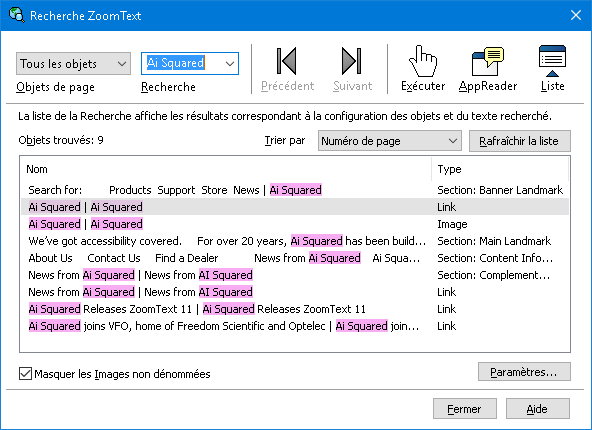 Recherche ZoomText
Tous les objets
Ai Squared
Objets de page
Recherche
Précédent
Suivant
Exécuter
AppReader
Liste
La liste de la Recherche affiche les résultats correspondant à la configuration des objets et du texte recherché.
Objets trouvés: 9
Trier par
Numéro de page
Rafraîchir la liste
Nom
Type
Search for: Products Support Store News | Ai Squared Section: Banner Landmark
Ai Squared | Ai Squared Link
Ai Squared | Ai Squared Image
We've got accessibility covered. For over 20 years, Ai Squared has been build... Section: Main Landmark
About Us Contact Us Find a Dealer News from Ai Squared Ai Squa... Section: Content Info...
News from Ai Squared | News from AI Squared Section: Complement...
News from Ai Squared | News from AI Squared Link
Ai Squared Releases ZoomText 11 | Ai Squared Releases ZoomText 11 Link
Ai Squared joins VFO, home of Freedom Scientific and Optelec | Ai Squared join... Link
Masquer les Images non dénommées
Paramètres...
Fermer
Aide